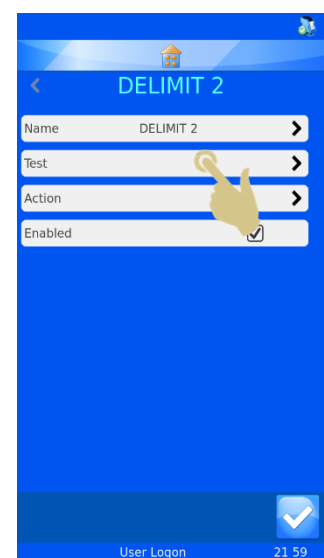 DELIMIT 2
Name DELIMIT 2
Test
Action
Enabled
User Logon 21 59